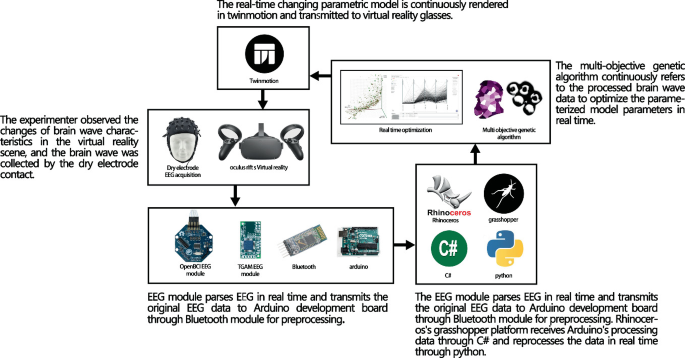 The real-time changing parametric model is continuously rendered
in twinmotion and transmitted to virtual reality glasses.
Twinmotion
The multi-objective genetic
algorithm continuously refers
to the processed brain wave
data to optimize the parame-
terized model parameters in
real time.
Real time optimization
Multi objective genetic
algorithm
The experimenter observed the
changes of brain wave charac-
teristics in the virtual reality
scene, and the brain wave was
collected by the dry electrode
contact.
Dry electrode
EEG acquisition
oculus rift s Virtual reality
Rhinoceros
Rhinoceros
grasshopper
C#
C#
python
OpenBCI EEG
module
TGAM EEG
module
Bluetooth
arduino
EEG module parses EEG in real time and transmits the
original EEG data to Arduino development board
through Bluetooth module for preprocessing.
The EEG module parses EEG in real time and transmits
the original EEG data to Arduino development board
through Bluetooth module for preprocessing. Rhinocer-
os's grasshopper platform receives Arduino's processing
data through C# and reprocesses the data in real time
through python.